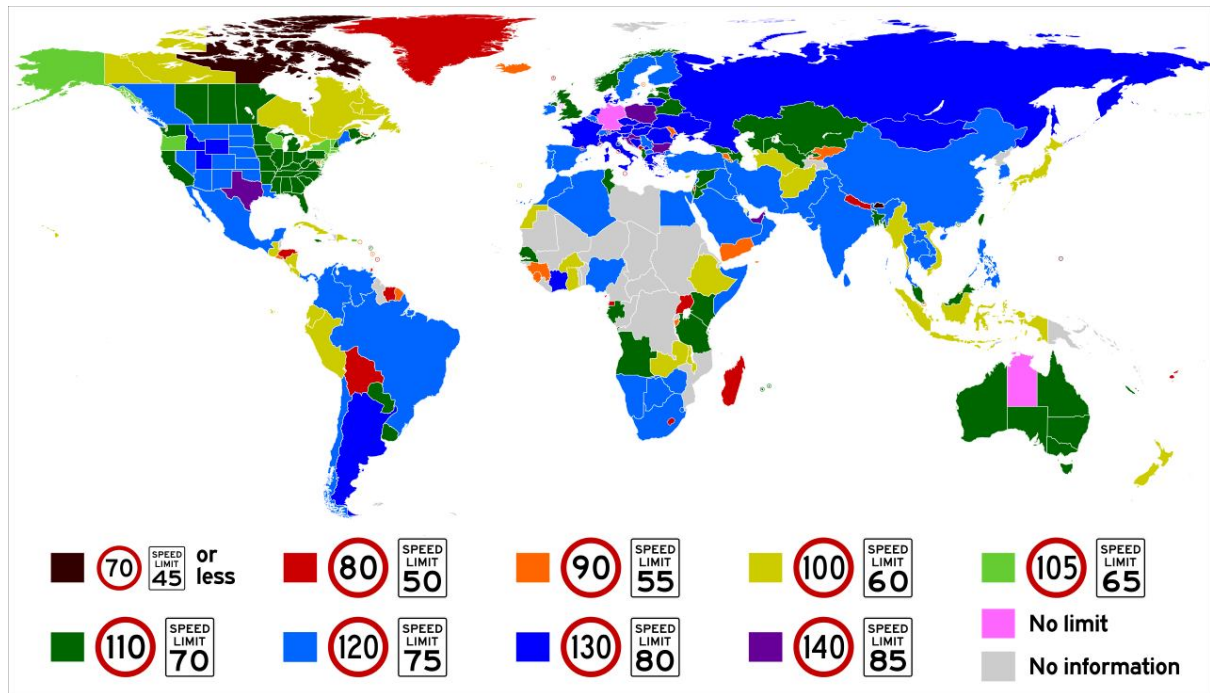 70 SPEED LIMIT 45 or less
80 SPEED LIMIT 50
90 SPEED LIMIT 55
100 SPEED LIMIT 60
105 SPEED LIMIT 65
110 SPEED LIMIT 70
120 SPEED LIMIT 75
130 SPEED LIMIT 80
140 SPEED LIMIT 85
No limit
No information